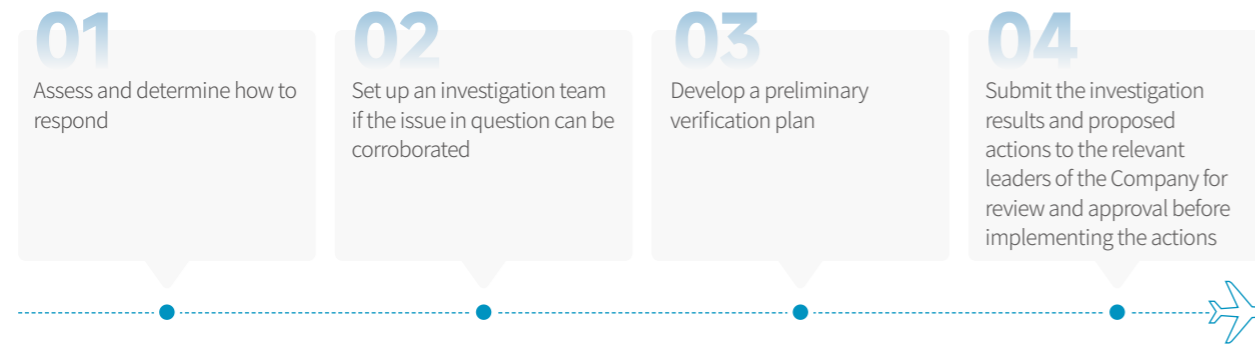 01
Assess and determine how to
respond
02
Set up an investigation team
if the issue in question can be
corroborated
03
Develop a preliminary
verification plan
04
Submit the investigation
results and proposed
actions to the relevant
leaders of the Company for
review and approval before
implementing the actions